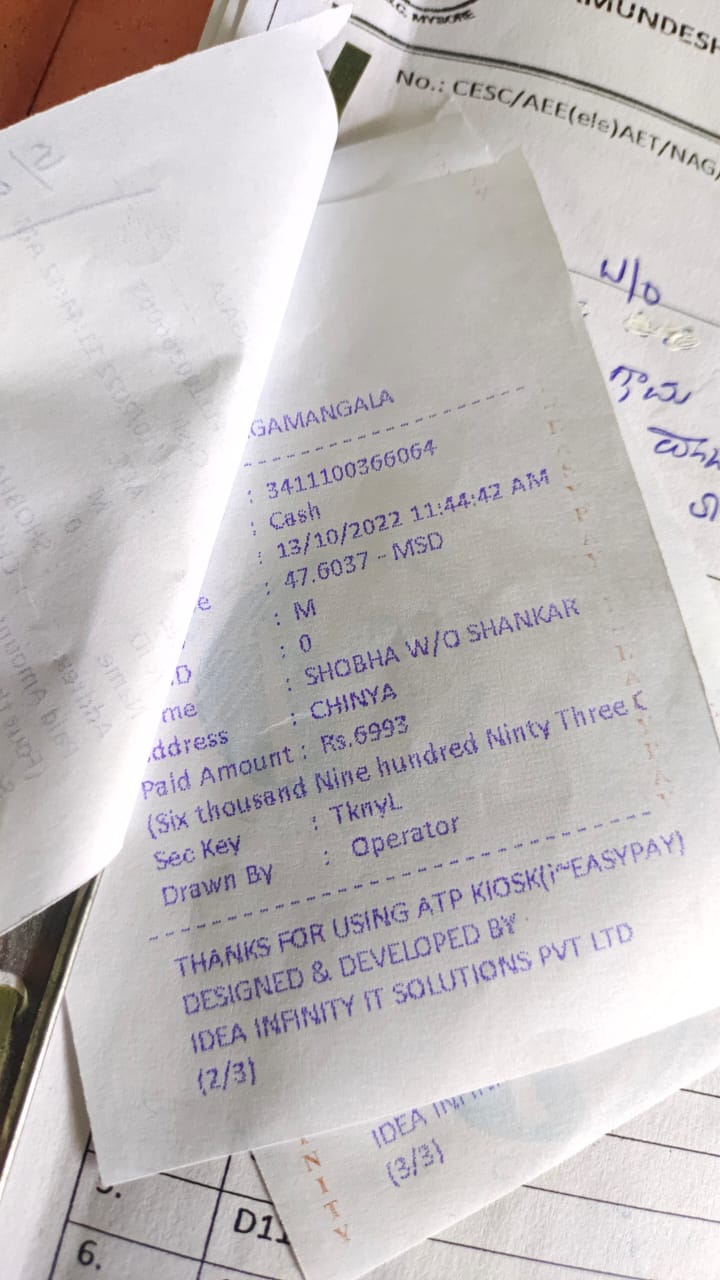 K.C. MYSORE
No.: CESC/AEE(ele)AET/NAG
W/O
ಗ್ರಾಮ
GAMANGALA
: 3411100366064
: Cash
: 13/10/2022 11:44:42 AM
: 47.6037 - MSD
e : M
: 0
D : SHOBHA W/O SHANKAR
me : CHINYA
ddress
Paid Amount : Rs.6993
(Six thousand Nine hundred Ninty Three
Sec Key : TknyL
Drawn By : Operator
THANKS FOR USING ATP KIOSK(i~EASYPAY)
DESIGNED & DEVELOPED BY
IDEA INFINITY IT SOLUTIONS PVT LTD
(2/3)
IDEA
(3/3)
6.